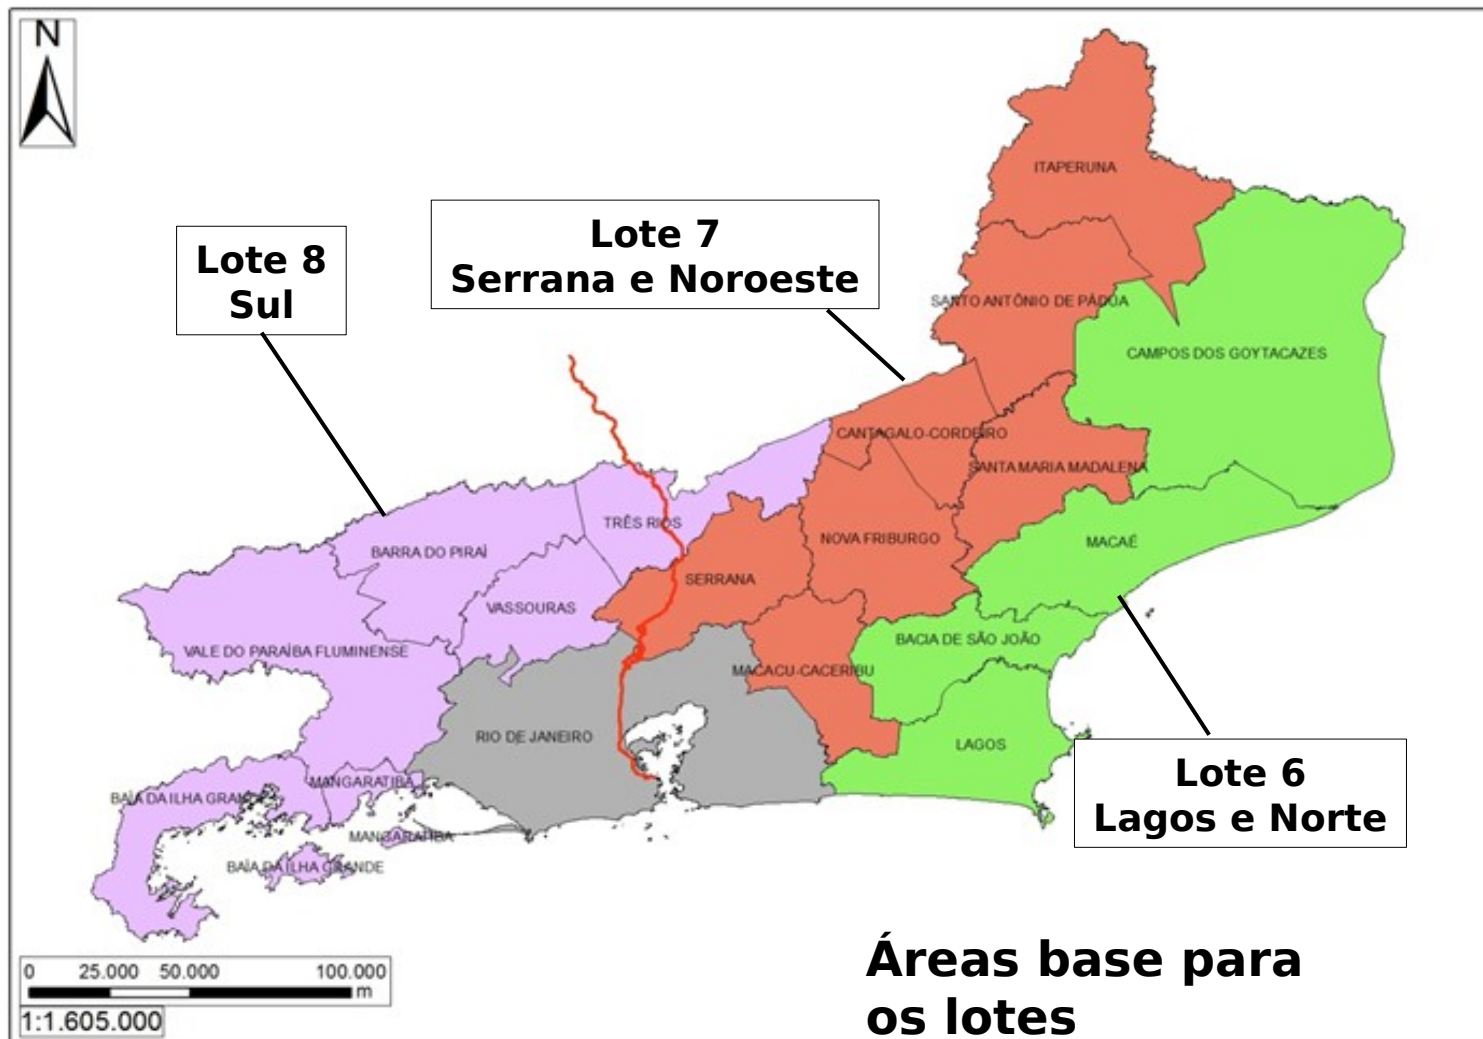 N
ITAPERUNA
Lote 7
Serrana e Noroeste
Lote 8
Sul
SANTO ANTÔNIO DE PÁDUA
CAMPOS DOS GOYTACAZES
CANTAGALO-CORDEIRO
SANTA MARIA MADALENA
TRÊS RIOS
NOVA FRIBURGO
MACAÉ
BARRA DO PIRAÍ
SERRANA
VASSOURAS
BACIA DE SÃO JOÃO
VALE DO PARAÍBA FLUMINENSE
MACACU-CACERIBU
RIO DE JANEIRO
LAGOS
Lote 6
Lagos e Norte
MANGARATIBA
BAÍA DA ILHA GRANDE
MANGARATIBA
BAÍA DA ILHA GRANDE
Áreas base para
os lotes
0 25.000 50.000 100.000
m
1:1.605.000